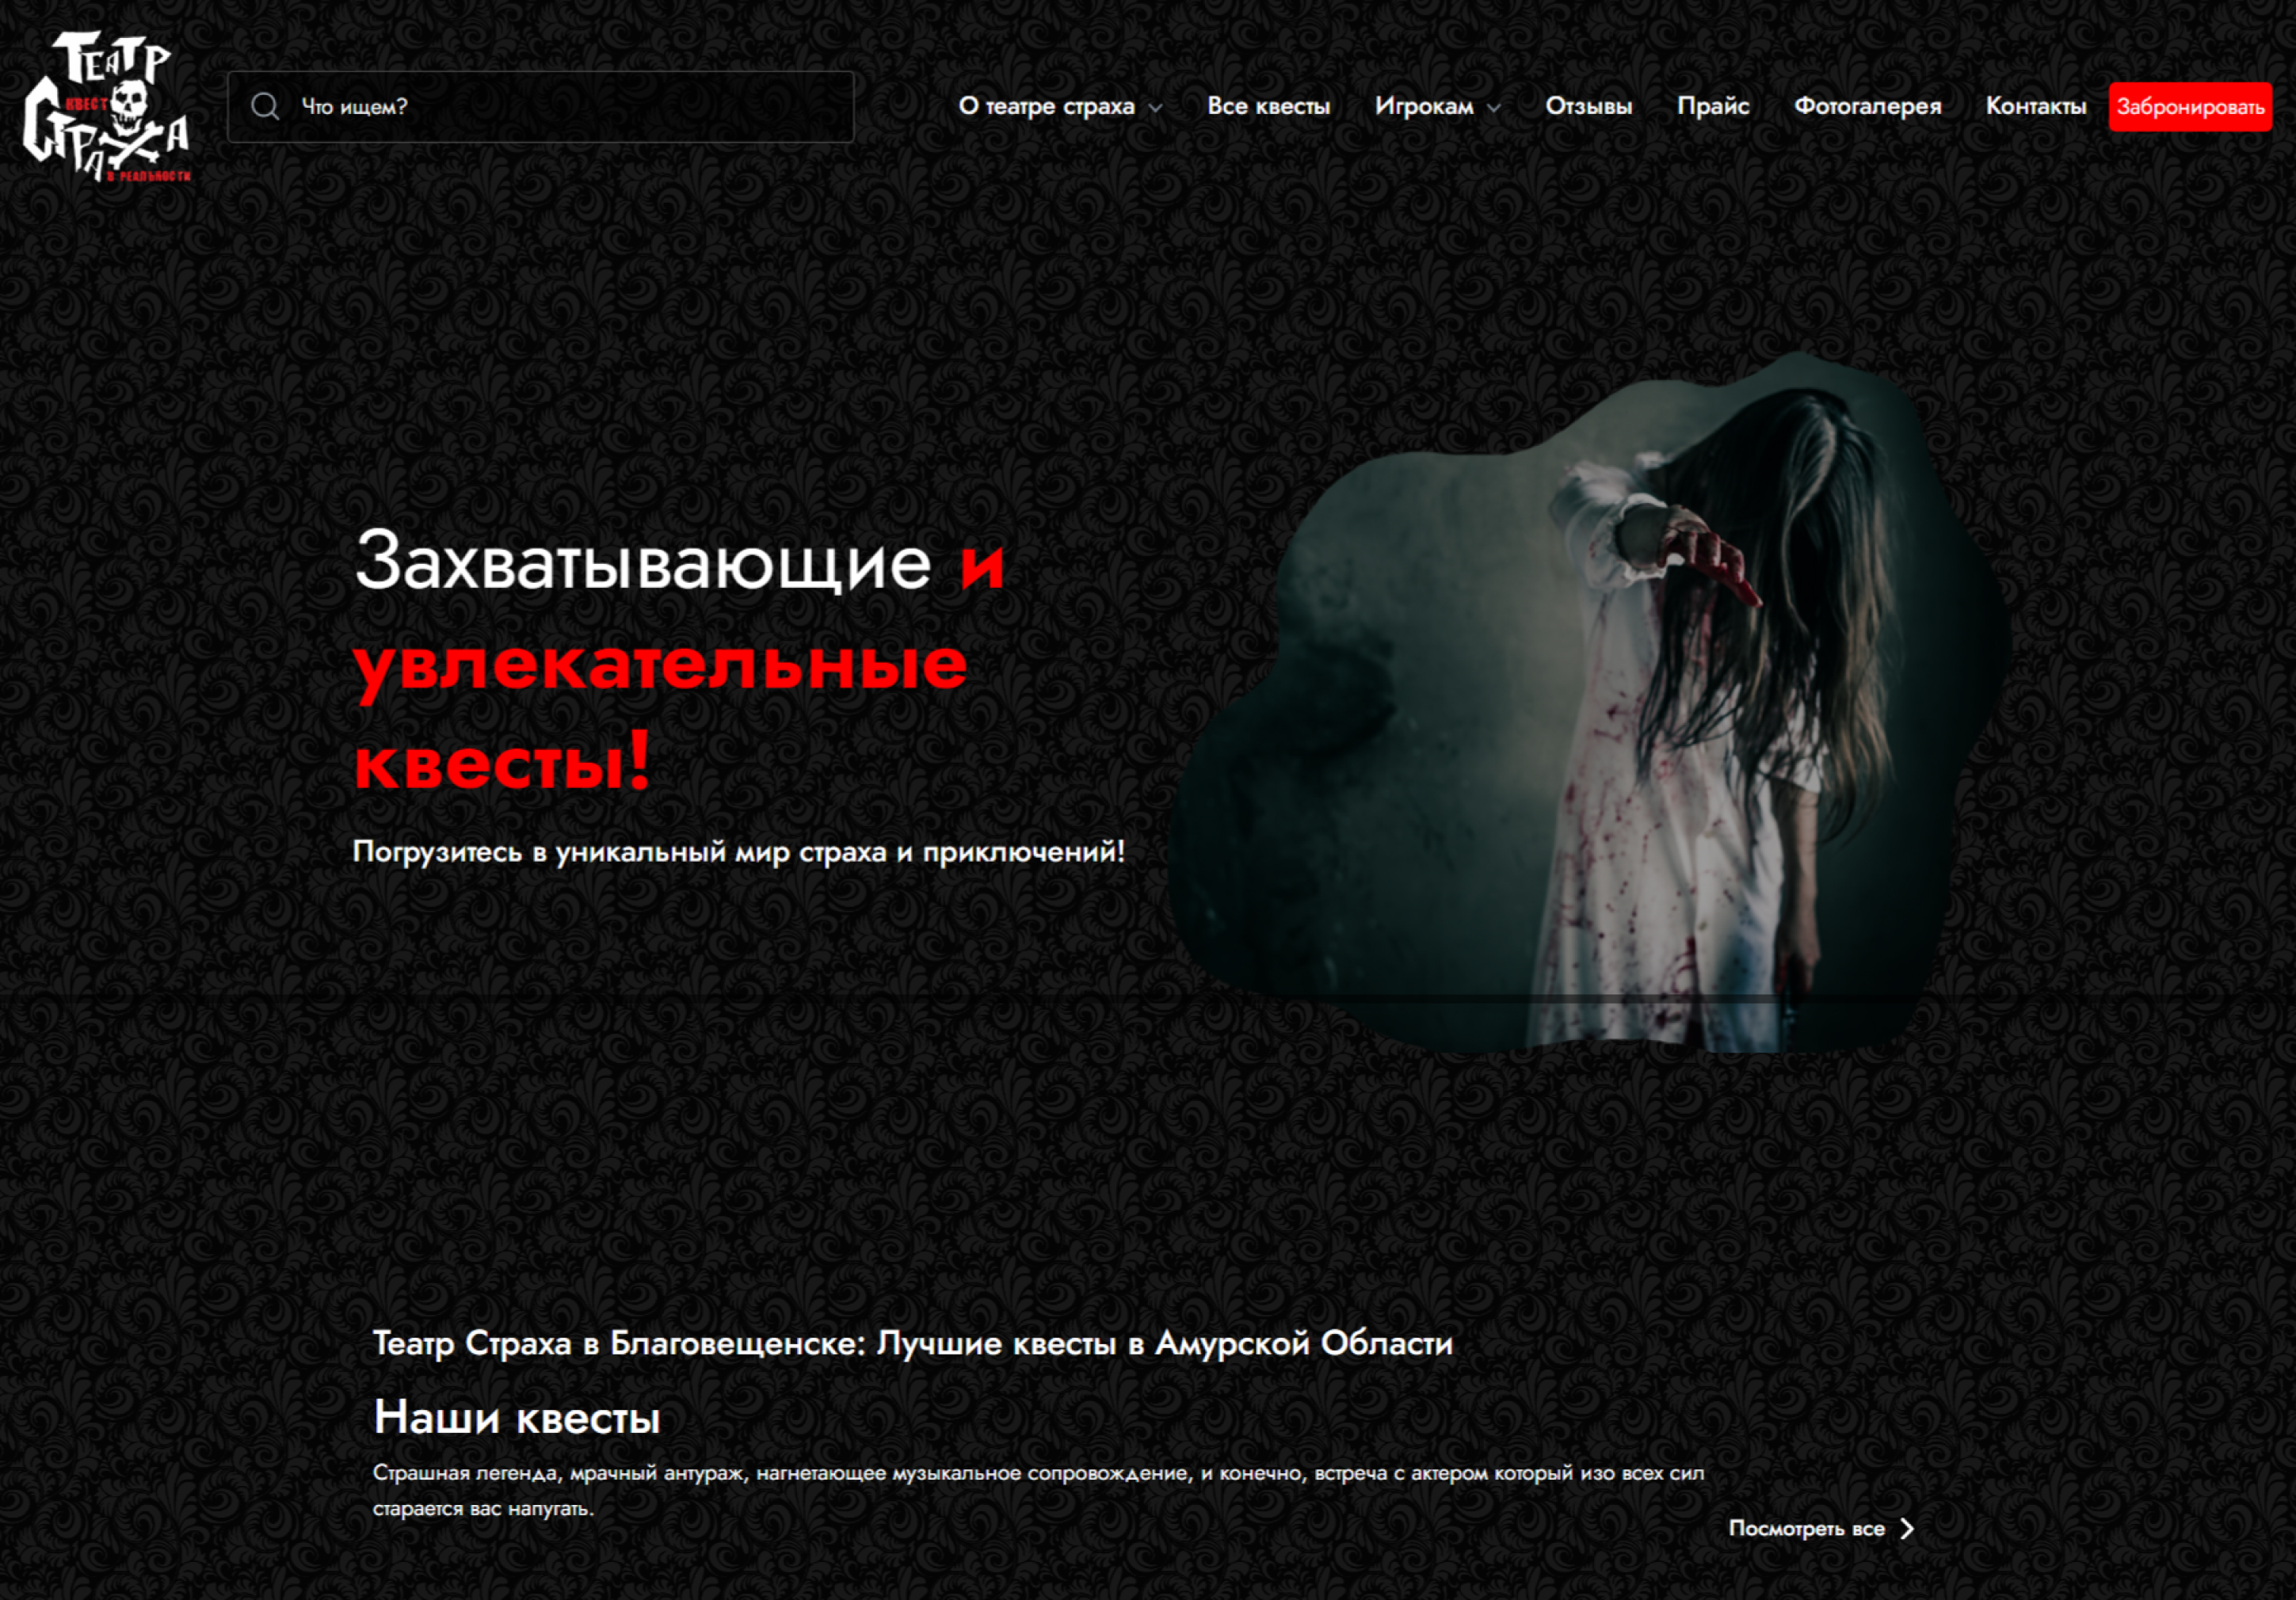 ТЕАТР
КВЕСТ
СТРАХА
В РЕАЛЬНОСТИ
Что ищем?
О театре страха
Все квесты
Игрокам
Отзывы
Прайс
Фотогалерея
Контакты
Забронировать
Захватывающие и
увлекательные
квесты!
Погрузитесь в уникальный мир страха и приключений!
Театр Страха в Благовещенске: Лучшие квесты в Амурской Области
Наши квесты
Страшная легенда, мрачный антураж, нагнетающее музыкальное сопровождение, и конечно, встреча с актером который изо всех сил
старается вас напугать.
Посмотреть все